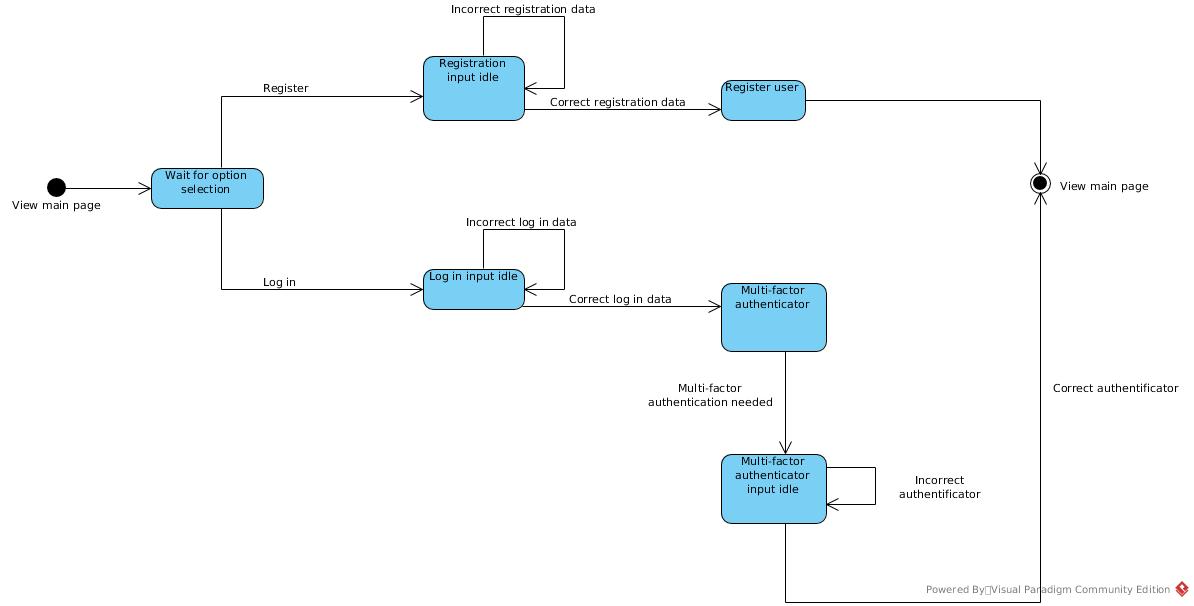 Incorrect registration data
Registration
input idle
Register
Register user
Correct registration data
Wait for option
selection
View main page
View main page
Incorrect log in data
Log in input idle
Log in
Correct log in data
Multi-factor
authenticator
Multi-factor
authentication needed
Correct authentificator
Multi-factor
authenticator
input idle
Incorrect
authentificator
Powered By Visual Paradigm Community Edition